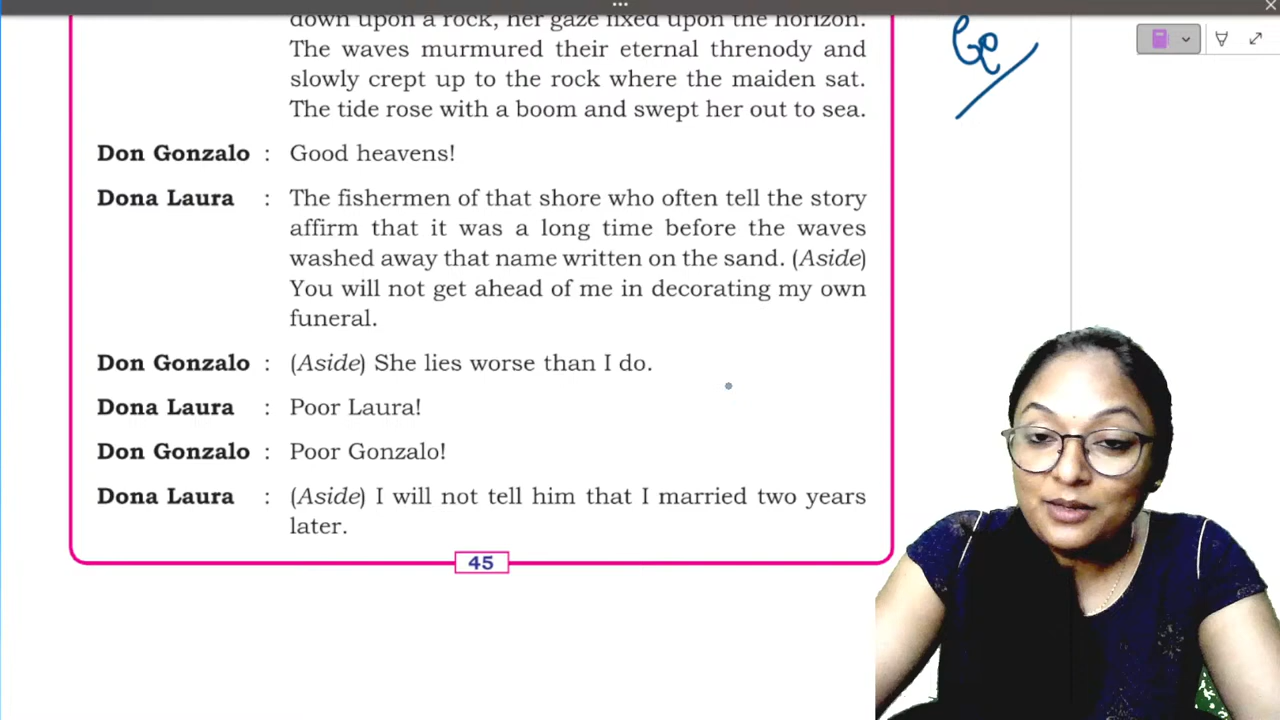 down upon a rock, her gaze fixed upon the horizon.
The waves murmured their eternal threnody and
slowly crept up to the rock where the maiden sat.
The tide rose with a boom and swept her out to sea.
Don Gonzalo : Good heavens!
Dona Laura : The fishermen of that shore who often tell the story
affirm that it was a long time before the waves
washed away that name written on the sand. (Aside)
You will not get ahead of me in decorating my own
funeral.
Don Gonzalo : (Aside) She lies worse than I do.
Dona Laura : Poor Laura!
Don Gonzalo : Poor Gonzalo!
Dona Laura : (Aside) I will not tell him that I married two years
later.
45